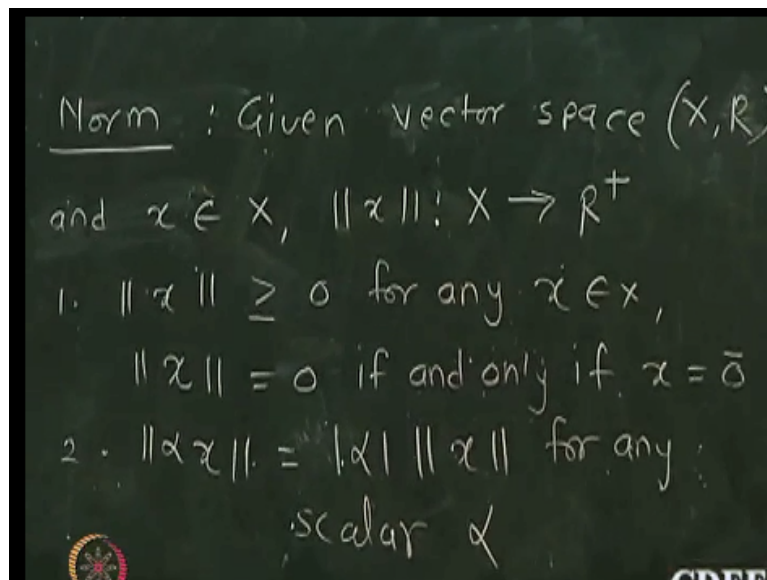 Norm : Given vector space (X, R)
and x ∈ X, ||x|| : X → R⁺
1. ||x|| ≥ 0 for any x ∈ X,
||x|| = 0 if and only if x = 0̄
2. ||αx|| = |α| ||x|| for any
scalar α